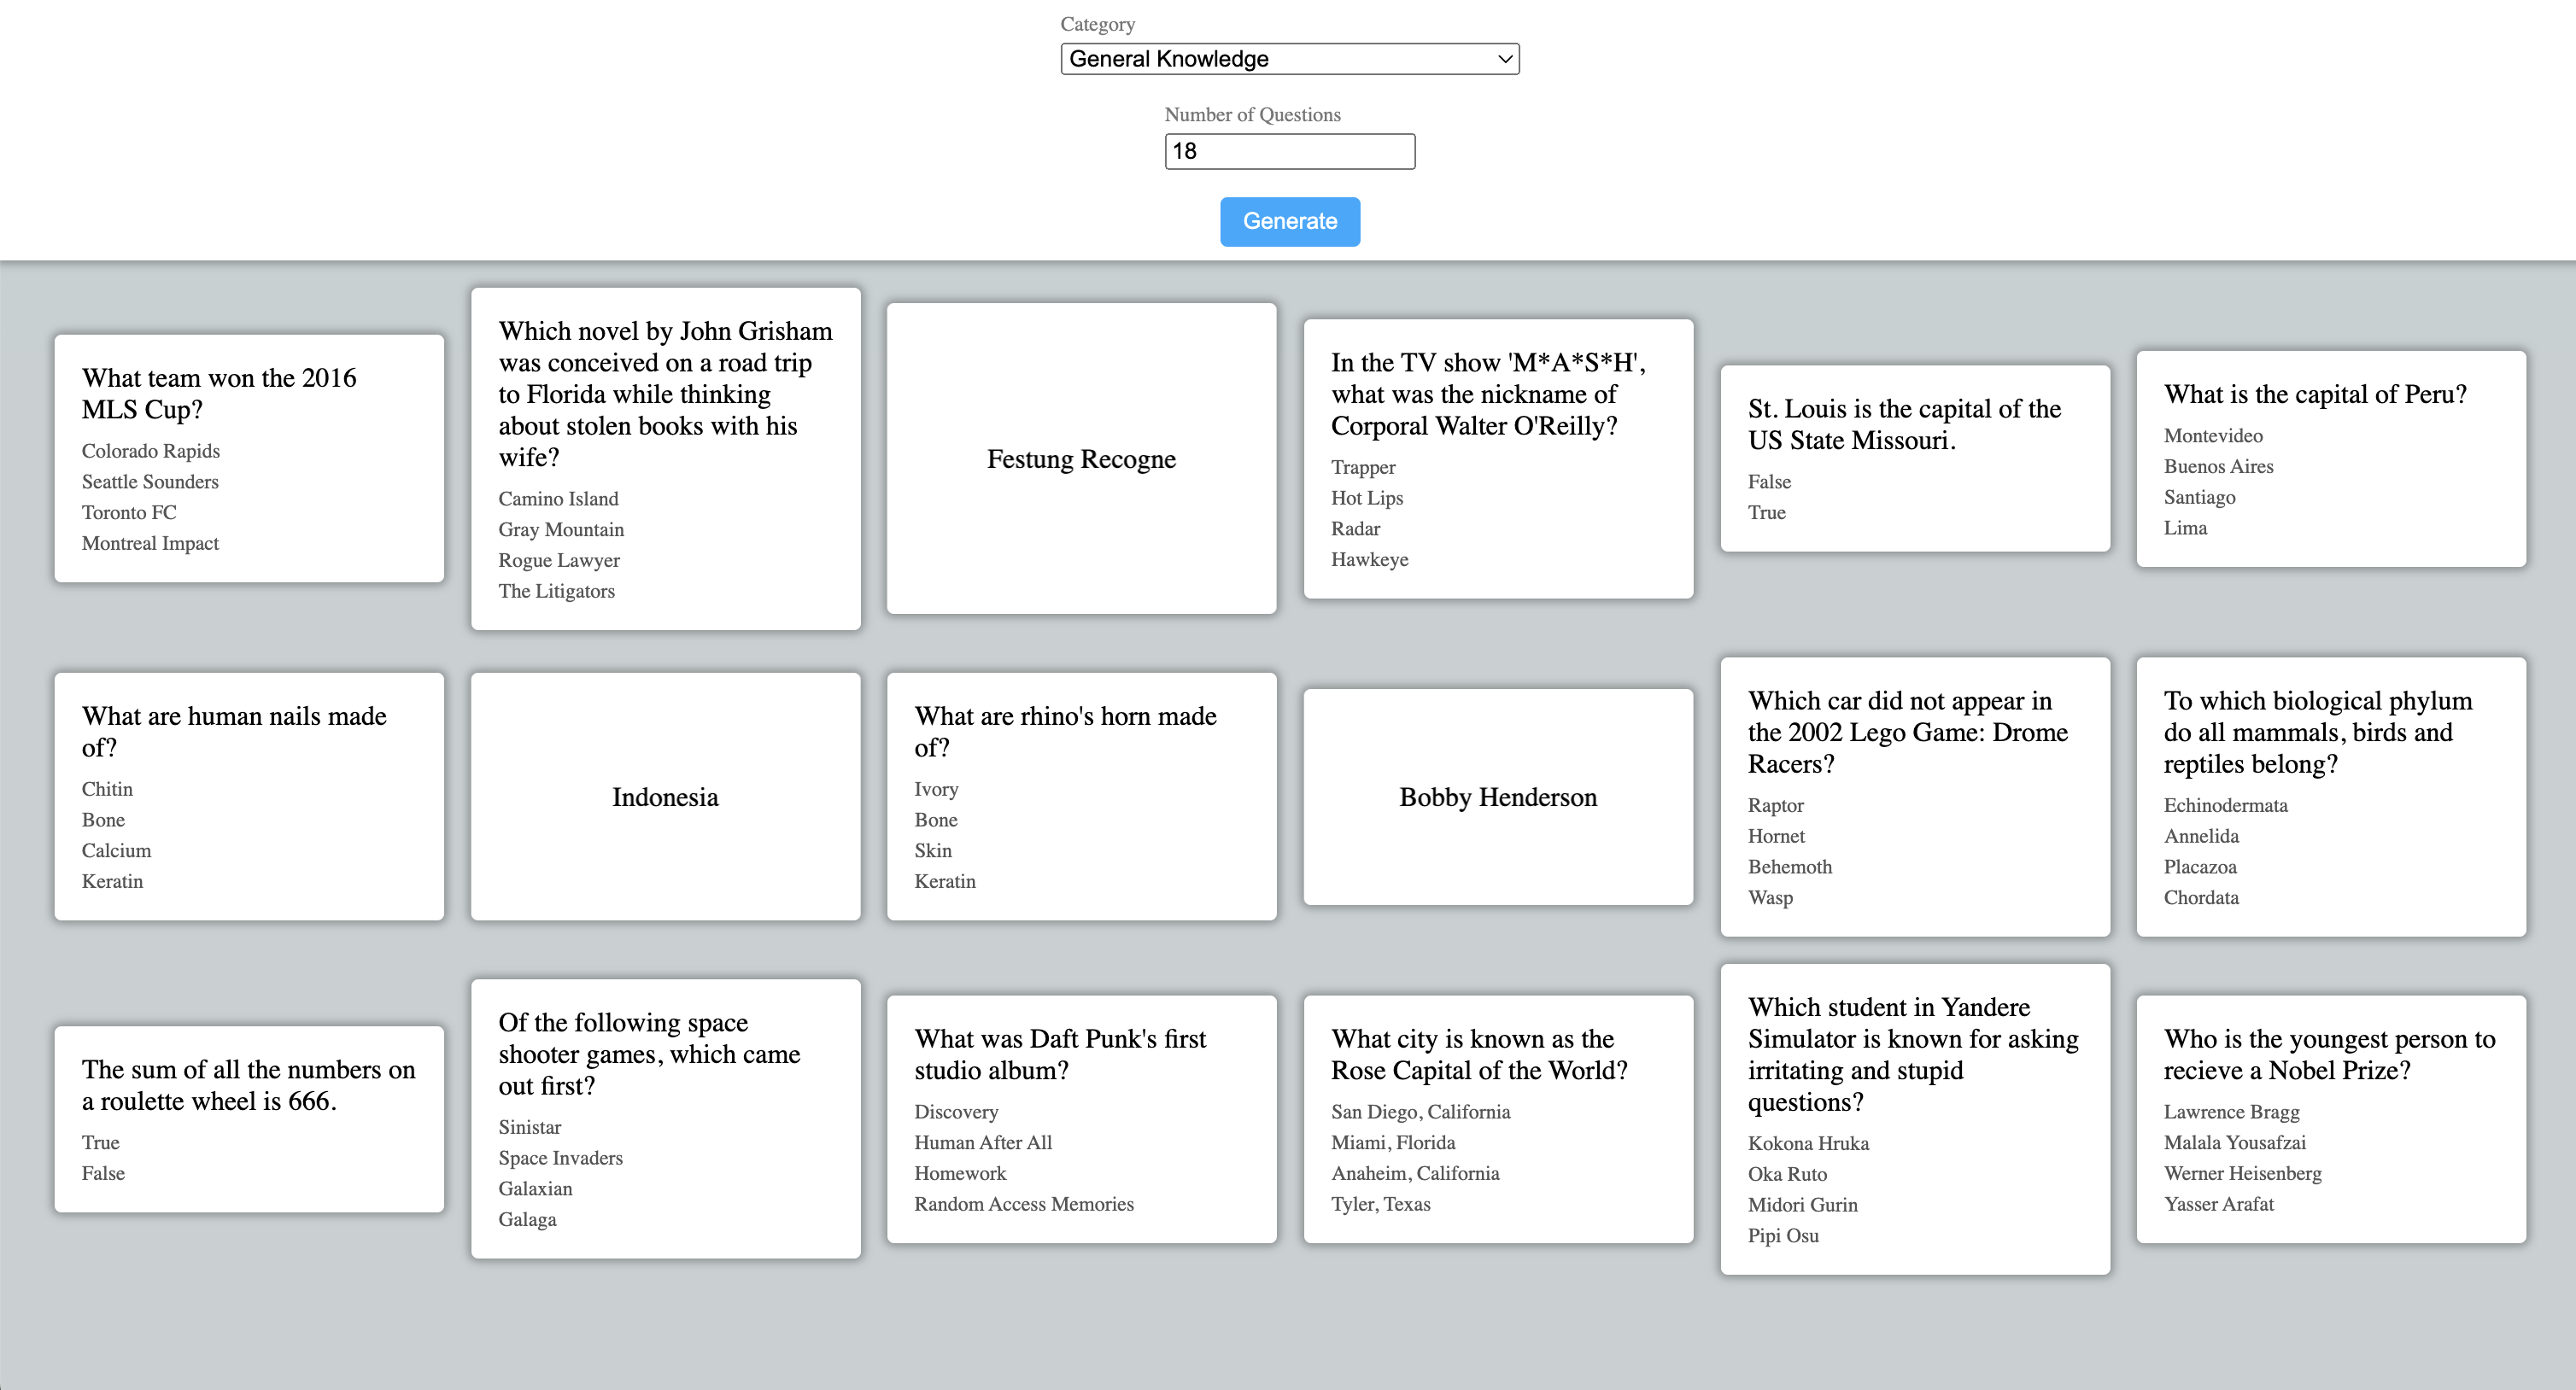 Category
General Knowledge
Number of Questions
18
Generate
What team won the 2016
MLS Cup?
Colorado Rapids
Seattle Sounders
Toronto FC
Montreal Impact
Which novel by John Grisham
was conceived on a road trip
to Florida while thinking
about stolen books with his
wife?
Camino Island
Gray Mountain
Rogue Lawyer
The Litigators
Festung Recogne
In the TV show 'M*A*S*H',
what was the nickname of
Corporal Walter O'Reilly?
Trapper
Hot Lips
Radar
Hawkeye
St. Louis is the capital of the
US State Missouri.
False
True
What is the capital of Peru?
Montevideo
Buenos Aires
Santiago
Lima
What are human nails made
of?
Chitin
Bone
Calcium
Keratin
Indonesia
What are rhino's horn made
of?
Ivory
Bone
Skin
Keratin
Bobby Henderson
Which car did not appear in
the 2002 Lego Game: Drome
Racers?
Raptor
Hornet
Behemoth
Wasp
To which biological phylum
do all mammals, birds and
reptiles belong?
Echinodermata
Annelida
Placazoa
Chordata
The sum of all the numbers on
a roulette wheel is 666.
True
False
Of the following space
shooter games, which came
out first?
Sinistar
Space Invaders
Galaxian
Galaga
What was Daft Punk's first
studio album?
Discovery
Human After All
Homework
Random Access Memories
What city is known as the
Rose Capital of the World?
San Diego, California
Miami, Florida
Anaheim, California
Tyler, Texas
Which student in Yandere
Simulator is known for asking
irritating and stupid
questions?
Kokona Hruka
Oka Ruto
Midori Gurin
Pipi Osu
Who is the youngest person to
recieve a Nobel Prize?
Lawrence Bragg
Malala Yousafzai
Werner Heisenberg
Yasser Arafat